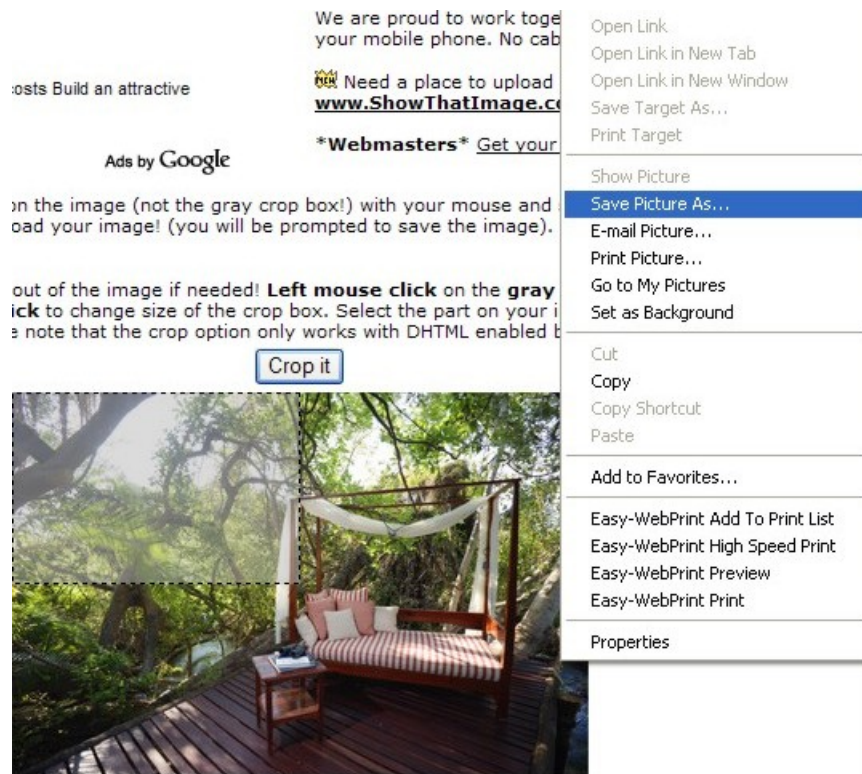 We are proud to work toge
your mobile phone. No cab
costs Build an attractive
NEW Need a place to upload
www.ShowThatImage.co
*Webmasters* Get your
Ads by Google
on the image (not the gray crop box!) with your mouse and
oad your image! (you will be prompted to save the image).
out of the image if needed! Left mouse click on the gray
ick to change size of the crop box. Select the part on your i
e note that the crop option only works with DHTML enabled b
Crop it
Open Link
Open Link in New Tab
Open Link in New Window
Save Target As...
Print Target
Show Picture
Save Picture As...
E-mail Picture...
Print Picture...
Go to My Pictures
Set as Background
Cut
Copy
Copy Shortcut
Paste
Add to Favorites...
Easy-WebPrint Add To Print List
Easy-WebPrint High Speed Print
Easy-WebPrint Preview
Easy-WebPrint Print
Properties